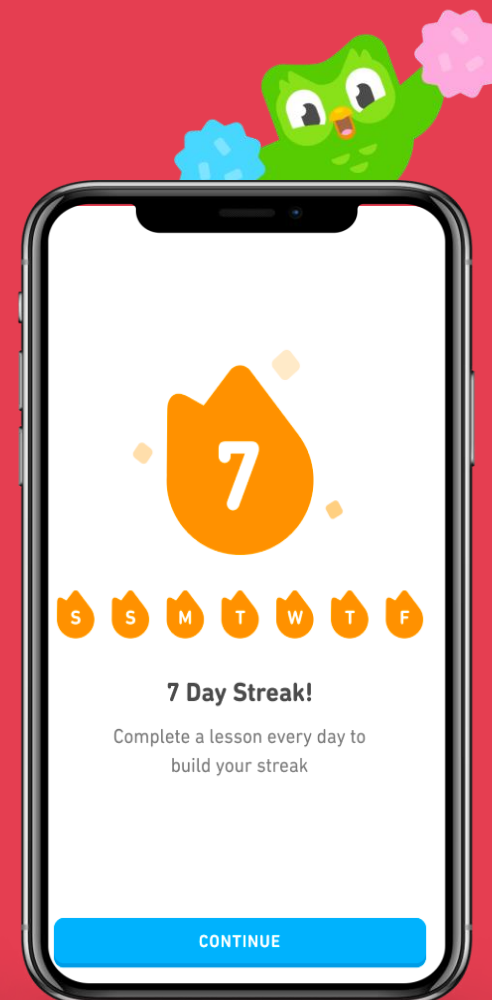 7
S S M T W T F
7 Day Streak!
Complete a lesson every day to
build your streak
CONTINUE